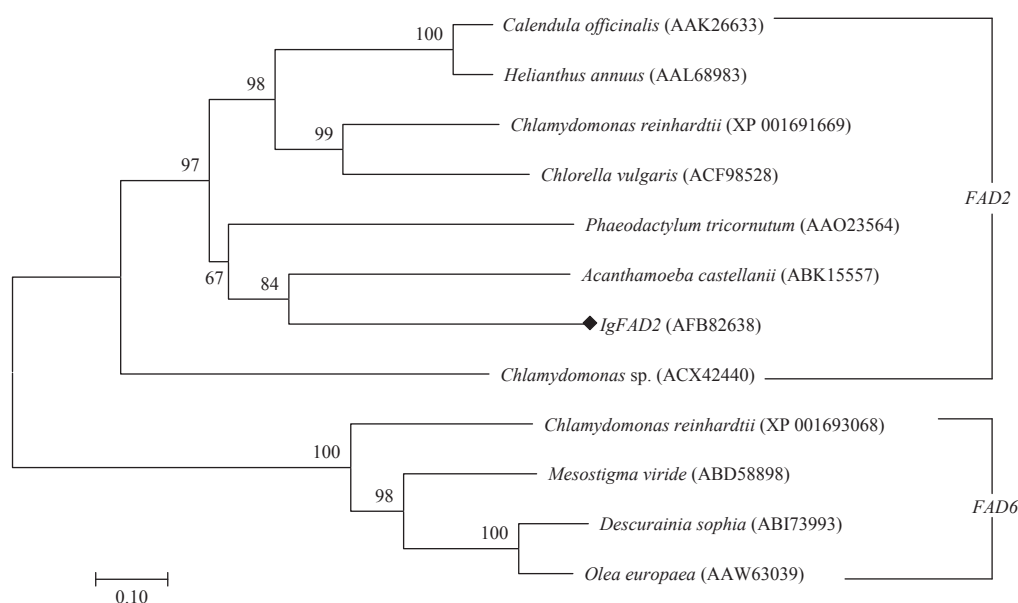 Calendula officinalis (AAK26633)
100
Helianthus annuus (AAL68983)
98
Chlamydomonas reinhardtii (XP 001691669)
99
Chlorella vulgaris (ACF98528)
97
FAD2
Phaeodactylum tricornutum (AAO23564)
67
Acanthamoeba castellanii (ABK15557)
84
IgFAD2 (AFB82638)
Chlamydomonas sp. (ACX42440)
Chlamydomonas reinhardtii (XP 001693068)
100
Mesostigma viride (ABD58898)
98
FAD6
Descurainia sophia (ABI73993)
100
Olea europaea (AAW63039)
0.10